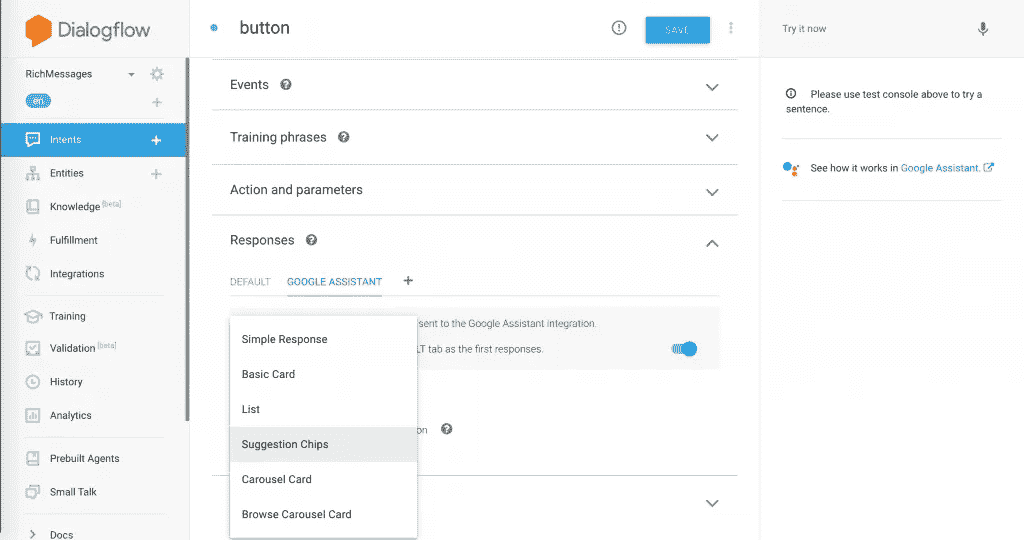 Dialogflow
RichMessages
en
Intents
Entities
Knowledge [beta]
Fulfillment
Integrations
Training
Validation [beta]
History
Analytics
Prebuilt Agents
Small Talk
Docs
button
SAVE
Events
Training phrases
Action and parameters
Responses
DEFAULT
GOOGLE ASSISTANT
sent to the Google Assistant integration.
LT tab as the first responses.
on
Simple Response
Basic Card
List
Suggestion Chips
Carousel Card
Browse Carousel Card
Try it now
Please use test console above to try a
sentence.
See how it works in Google Assistant.